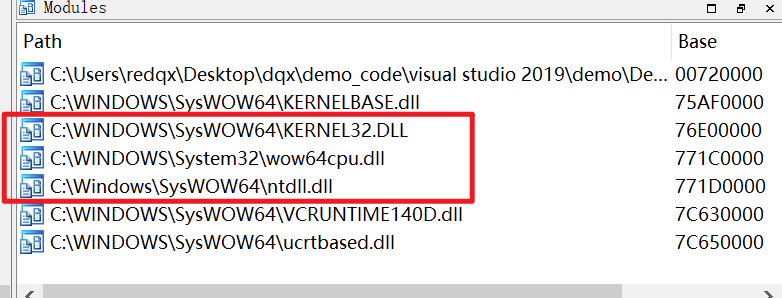 Modules
Path Base
C:\Users\redqx\Desktop\dqx\demo_code\visual studio 2019\demo\De... 00720000
C:\WINDOWS\SysWOW64\KERNELBASE.dll 75AF0000
C:\WINDOWS\SysWOW64\KERNEL32.DLL 76E00000
C:\WINDOWS\System32\wow64cpu.dll 771C0000
C:\Windows\SysWOW64\ntdll.dll 771D0000
C:\WINDOWS\SysWOW64\VCRUNTIME140D.dll 7C630000
C:\WINDOWS\SysWOW64\ucrtbased.dll 7C650000